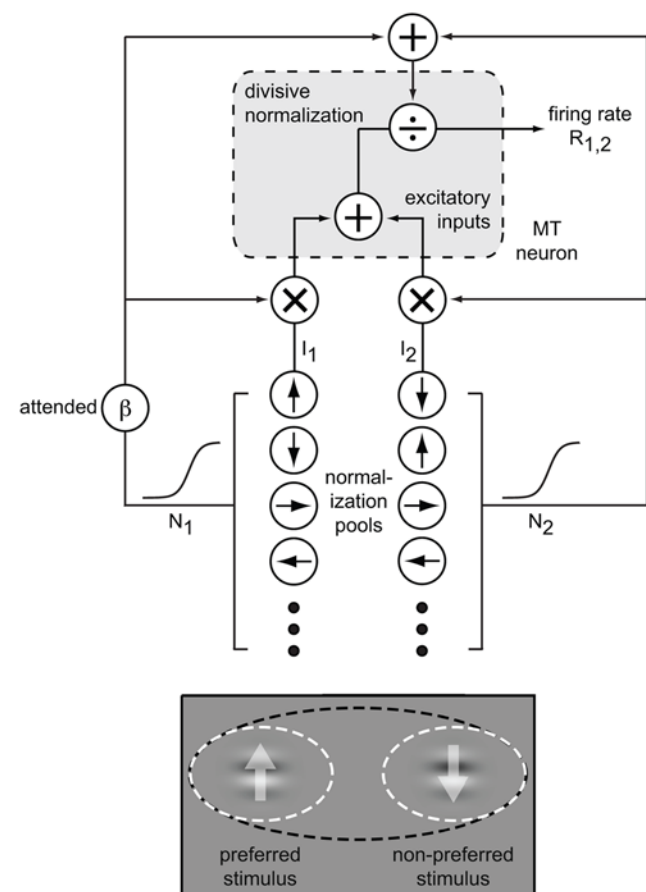 +
divisive
normalization
÷
firing rate
R1,2
excitatory
inputs
+
MT
neuron
×
×
I1
I2
attended
β
normal-
ization
pools
N1
N2
preferred
stimulus
non-preferred
stimulus